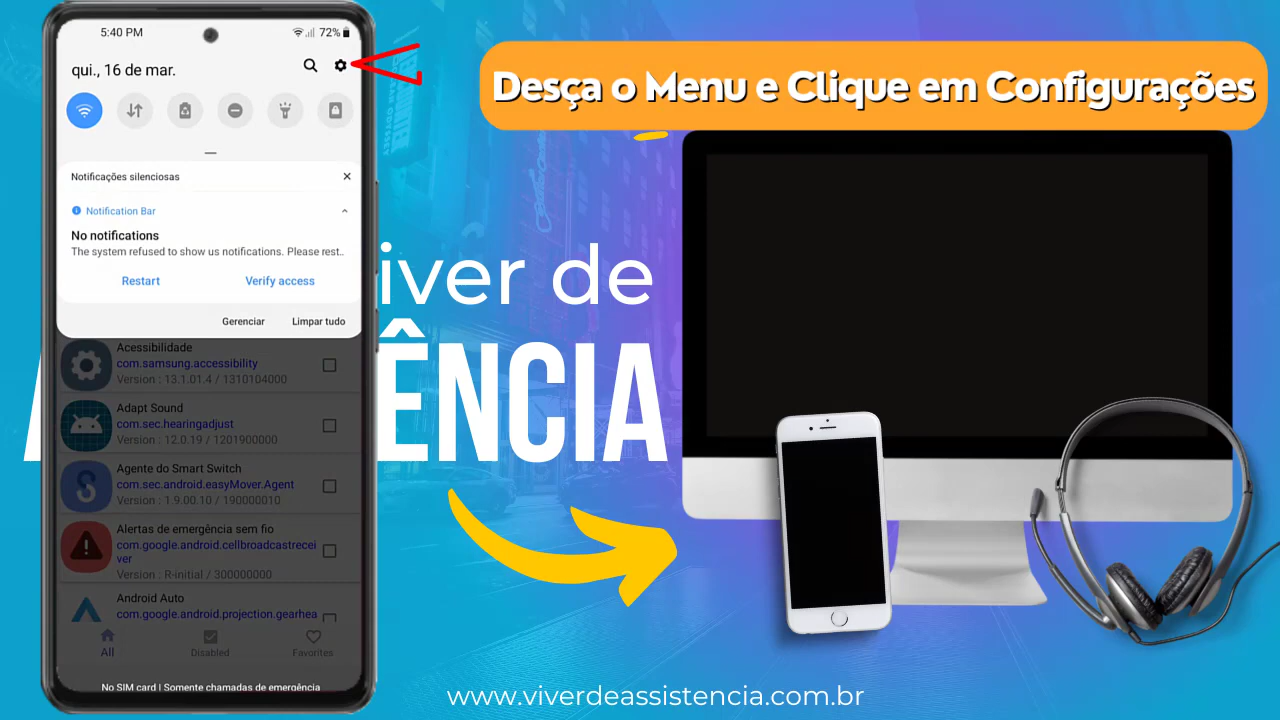 5:40 PM
72%
qui., 16 de mar.
Desça o Menu e Clique em Configurações
Notificações silenciosas
Notification Bar
No notifications
The system refused to show us notifications. Please rest..
Restart
Verify access
Gerenciar
Limpar tudo
iver de
ÊNCIA
Acessibilidade
com.samsung.accessibility
Version : 13.1.01.4 / 1310104000
Adapt Sound
com.sec.hearingadjust
Version : 12.0.19 / 1201900000
Agente do Smart Switch
com.sec.android.easyMover.Agent
Version : 1.9.00.10 / 190000010
Alertas de emergência sem fio
com.google.android.cellbroadcastrecei
ver
Version : R-initial / 300000000
Android Auto
com.google.android.projection.gearhea
All
Disabled
Favorites
No SIM card | Somente chamadas de emergência
www.viverdeassistencia.com.br